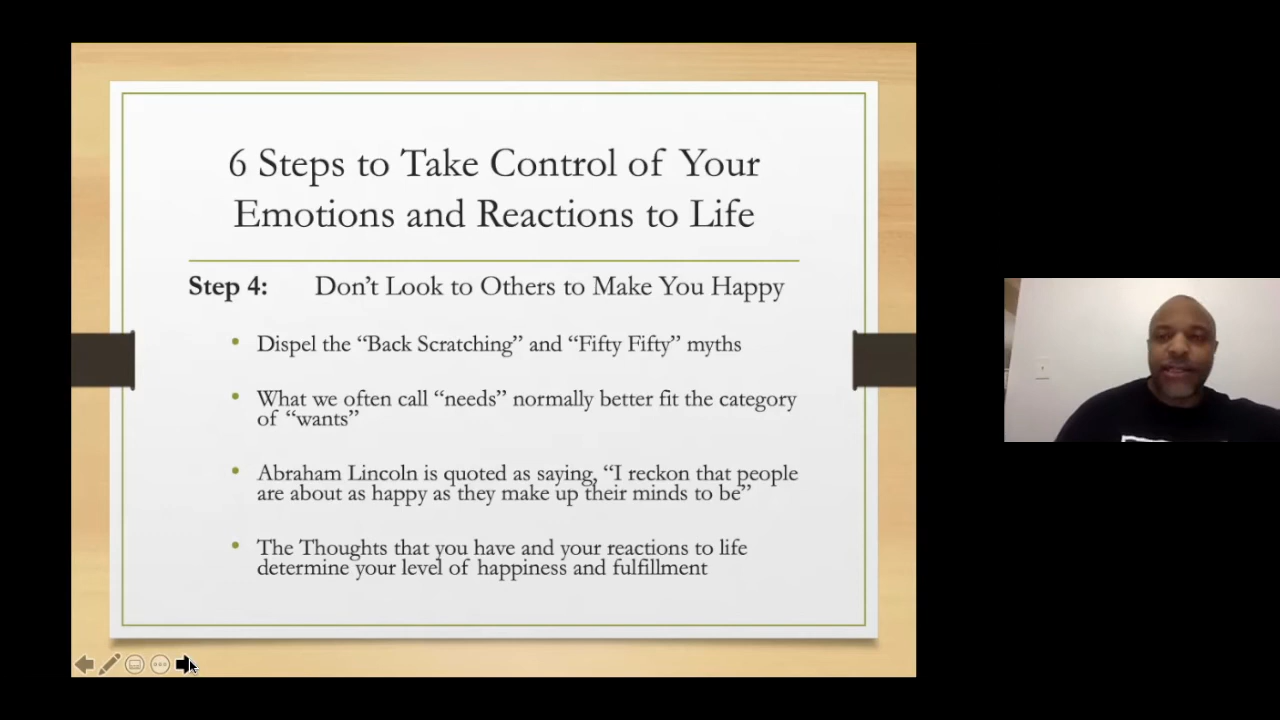 6 Steps to Take Control of Your
Emotions and Reactions to Life
Step 4: Don’t Look to Others to Make You Happy
• Dispel the “Back Scratching” and “Fifty Fifty” myths
• What we often call “needs” normally better fit the category
of “wants”
• Abraham Lincoln is quoted as saying, “I reckon that people
are about as happy as they make up their minds to be”
• The Thoughts that you have and your reactions to life
determine your level of happiness and fulfillment